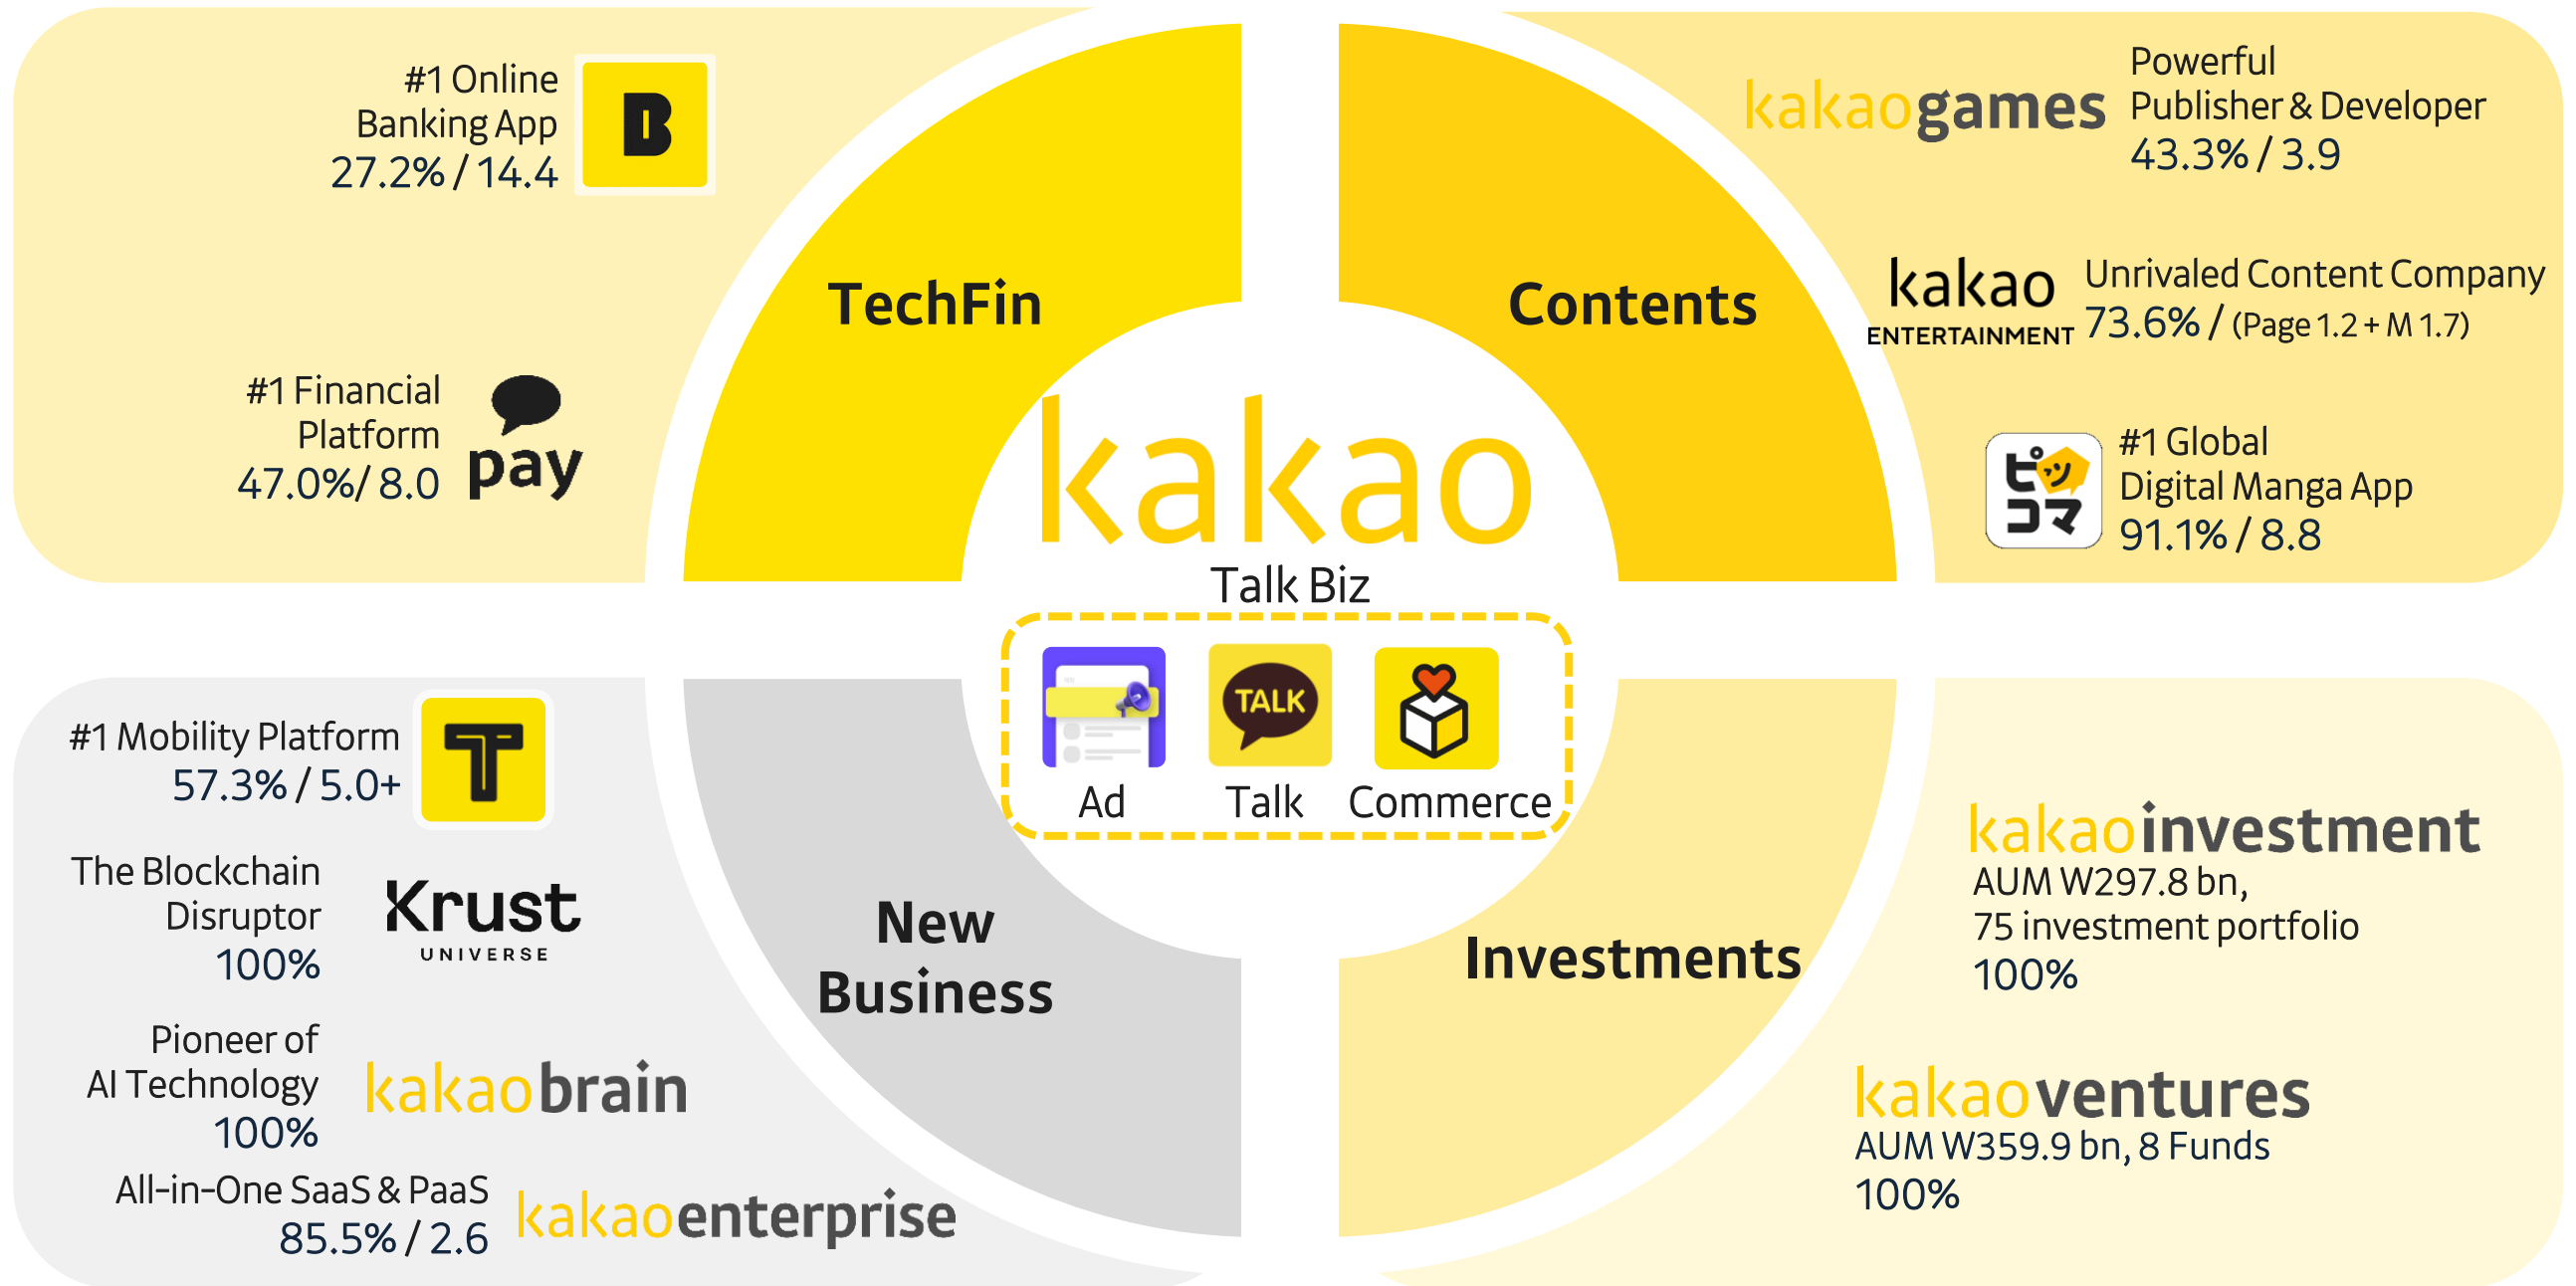 #1 Online
Banking App
27.2% / 14.4
B
#1 Financial
Platform
47.0%/ 8.0
pay
TechFin
kakaogames
Powerful
Publisher & Developer
43.3% / 3.9
kakao
ENTERTAINMENT
Unrivaled Content Company
73.6% / (Page 1.2 + M 1.7)
ピッ
コマ
#1 Global
Digital Manga App
91.1% / 8.8
Contents
kakao
Talk Biz
TALK
Ad
Talk
Commerce
#1 Mobility Platform
57.3% / 5.0+
T
The Blockchain
Disruptor
100%
Krust
UNIVERSE
Pioneer of
AI Technology
100%
kakaobrain
All-in-One SaaS & PaaS
85.5% / 2.6
kakaoenterprise
New
Business
Investments
kakaoinvestment
AUM W297.8 bn,
75 investment portfolio
100%
kakaoventures
AUM W359.9 bn, 8 Funds
100%